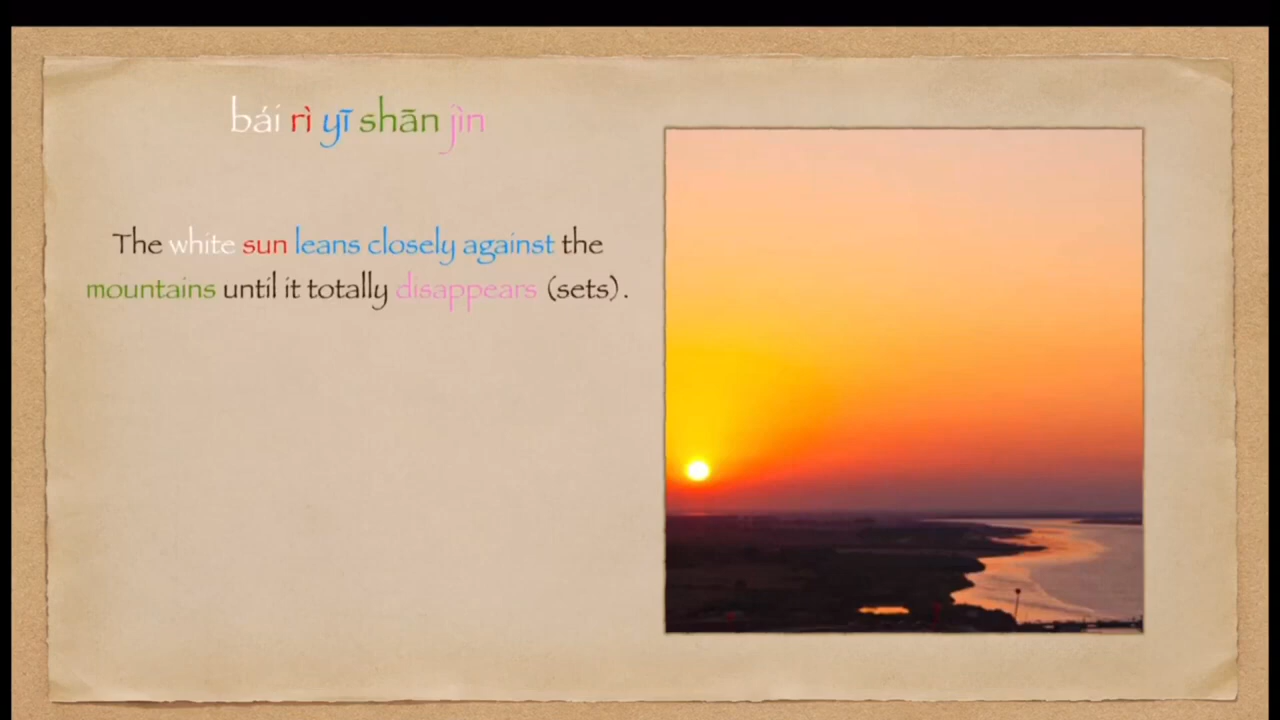 bái rì yī shān jìn
The white sun leans closely against the
mountains until it totally disappears (sets).